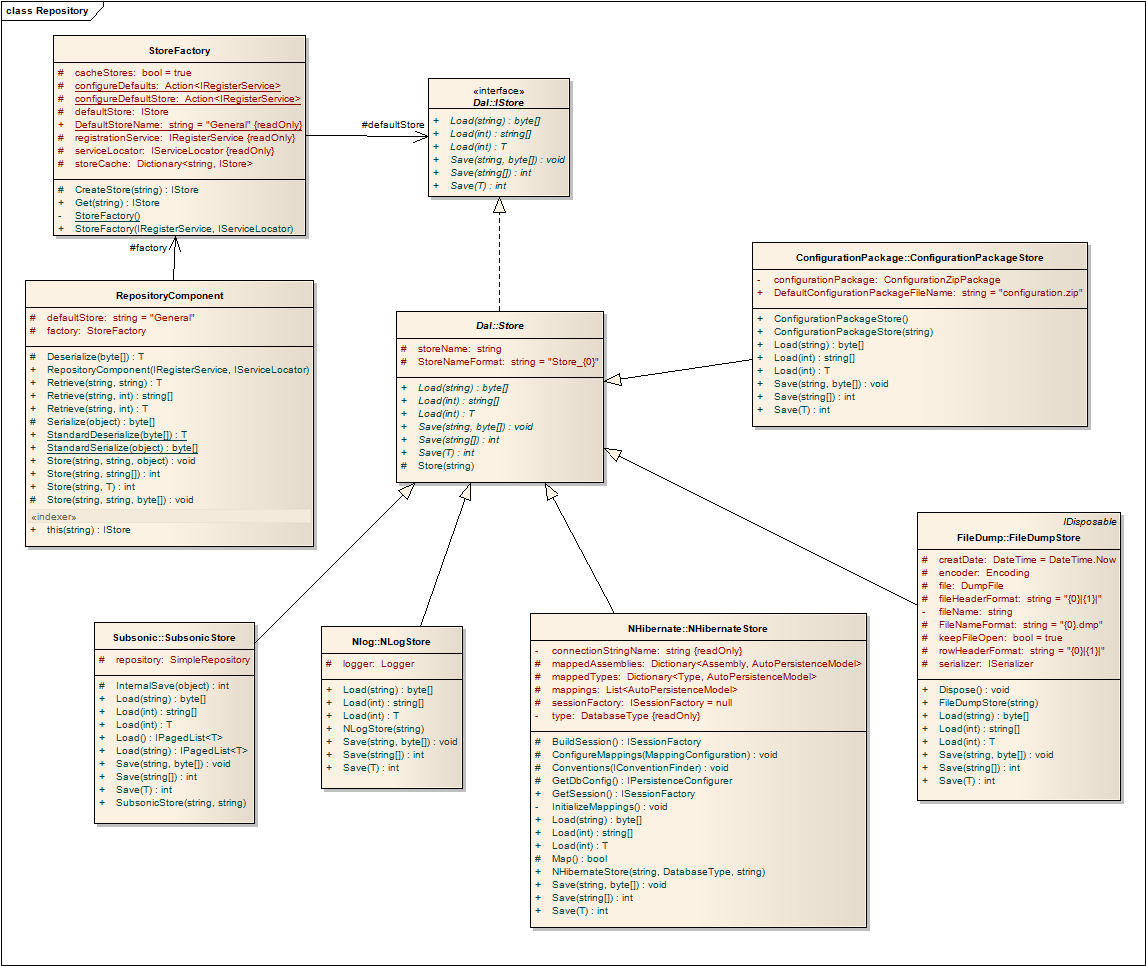 class Repository
StoreFactory
# cacheStores: bool = true
# configureDefaults: Action<IRegisterService>
# configureDefaultStore: Action<IRegisterService>
# defaultStore: IStore
+ DefaultStoreName: string = "General" {readOnly}
# registrationService: IRegisterService {readOnly}
# serviceLocator: IServiceLocator {readOnly}
# storeCache: Dictionary<string, IStore>
# CreateStore(string) : IStore
+ Get(string) : IStore
- StoreFactory()
+ StoreFactory(IRegisterService, IServiceLocator)
#defaultStore
«interface»
Dal::IStore
+ Load(string) : byte[]
+ Load(int) : string[]
+ Load(int) : T
+ Save(string, byte[]) : void
+ Save(string[]) : int
+ Save(T) : int
#factory
RepositoryComponent
# defaultStore: string = "General"
# factory: StoreFactory
# Deserialize(byte[]) : T
+ RepositoryComponent(IRegisterService, IServiceLocator)
+ Retrieve(string, string) : T
+ Retrieve(string, int) : string[]
+ Retrieve(string, int) : T
# Serialize(object) : byte[]
+ StandardDeserialize(byte[]) : T
+ StandardSerialize(object) : byte[]
+ Store(string, string, object) : void
+ Store(string, string[]) : int
+ Store(string, T) : int
# Store(string, string, byte[]) : void
«indexer»
+ this(string) : IStore
Dal::Store
# storeName: string
# StoreNameFormat: string = "Store_{0}"
+ Load(string) : byte[]
+ Load(int) : string[]
+ Load(int) : T
+ Save(string, byte[]) : void
+ Save(string[]) : int
+ Save(T) : int
# Store(string)
ConfigurationPackage::ConfigurationPackageStore
- configurationPackage: ConfigurationZipPackage
+ DefaultConfigurationPackageFileName: string = "configuration.zip"
+ ConfigurationPackageStore()
+ ConfigurationPackageStore(string)
+ Load(string) : byte[]
+ Load(int) : string[]
+ Load(int) : T
+ Save(string, byte[]) : void
+ Save(string[]) : int
+ Save(T) : int
Subsonic::SubsonicStore
# repository: SimpleRepository
# InternalSave(object) : int
+ Load(string) : byte[]
+ Load(int) : string[]
+ Load(int) : T
+ Load() : IPagedList<T>
+ Load(string) : IPagedList<T>
+ Save(string, byte[]) : void
+ Save(string[]) : int
+ Save(T) : int
+ SubsonicStore(string, string)
Nlog::NLogStore
# logger: Logger
+ Load(string) : byte[]
+ Load(int) : string[]
+ Load(int) : T
+ NLogStore(string)
+ Save(string, byte[]) : void
+ Save(string[]) : int
+ Save(T) : int
NHibernate::NHibernateStore
- connectionStringName: string {readOnly}
# mappedAssemblies: Dictionary<Assembly, AutoPersistenceModel>
# mappedTypes: Dictionary<Type, AutoPersistenceModel>
# mappings: List<AutoPersistenceModel>
# sessionFactory: ISessionFactory = null
- type: DatabaseType {readOnly}
# BuildSession() : ISessionFactory
# ConfigureMappings(MappingConfiguration) : void
# Conventions(IConventionFinder) : void
# GetDbConfig() : IPersistenceConfigurer
+ GetSession() : ISessionFactory
- InitializeMappings() : void
+ Load(string) : byte[]
+ Load(int) : string[]
+ Load(int) : T
# Map() : bool
+ NHibernateStore(string, DatabaseType, string)
+ Save(string, byte[]) : void
+ Save(string[]) : int
+ Save(T) : int
IDisposable
FileDump::FileDumpStore
# creatDate: DateTime = DateTime.Now
# encoder: Encoding
# file: DumpFile
# fileHeaderFormat: string = "{0}|{1}|"
- fileName: string
# FileNameFormat: string = "{0}.dmp"
# keepFileOpen: bool = true
# rowHeaderFormat: string = "{0}|{1}|"
# serializer: ISerializer
+ Dispose() : void
+ FileDumpStore(string)
+ Load(string) : byte[]
+ Load(int) : string[]
+ Load(int) : T
+ Save(string, byte[]) : void
+ Save(string[]) : int
+ Save(T) : int